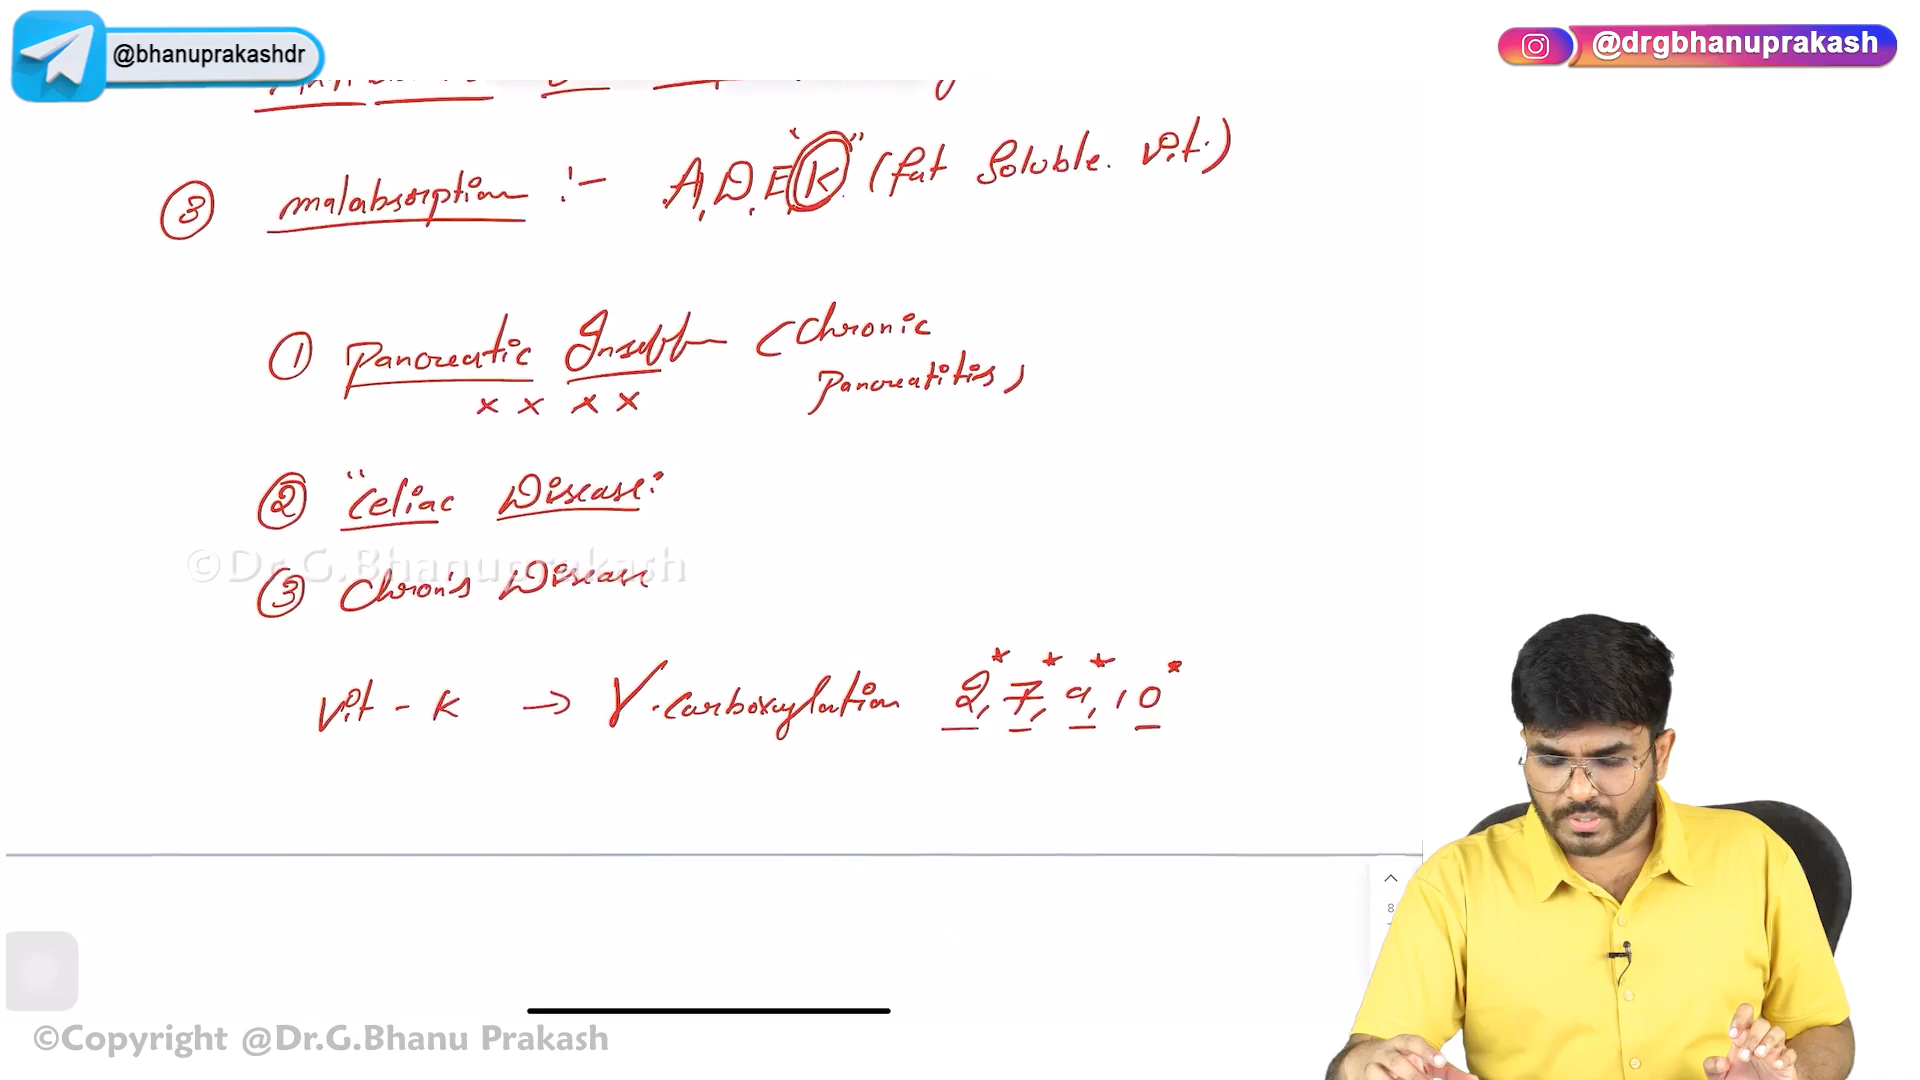 @bhanuprakashdr
@drgbhanuprakash
③ malabsorption :- A, D, E, "K" (fat soluble. vit.)
① Pancreatic Insuff (Chronic
Pancreatitis,
② "Celiac Disease"
©Dr.G.Bhanuprakash
③ Chron's Disease
vit - K → γ-carboxylation 2*, 7*, 9*, 10*
8
©Copyright @Dr.G.Bhanu Prakash